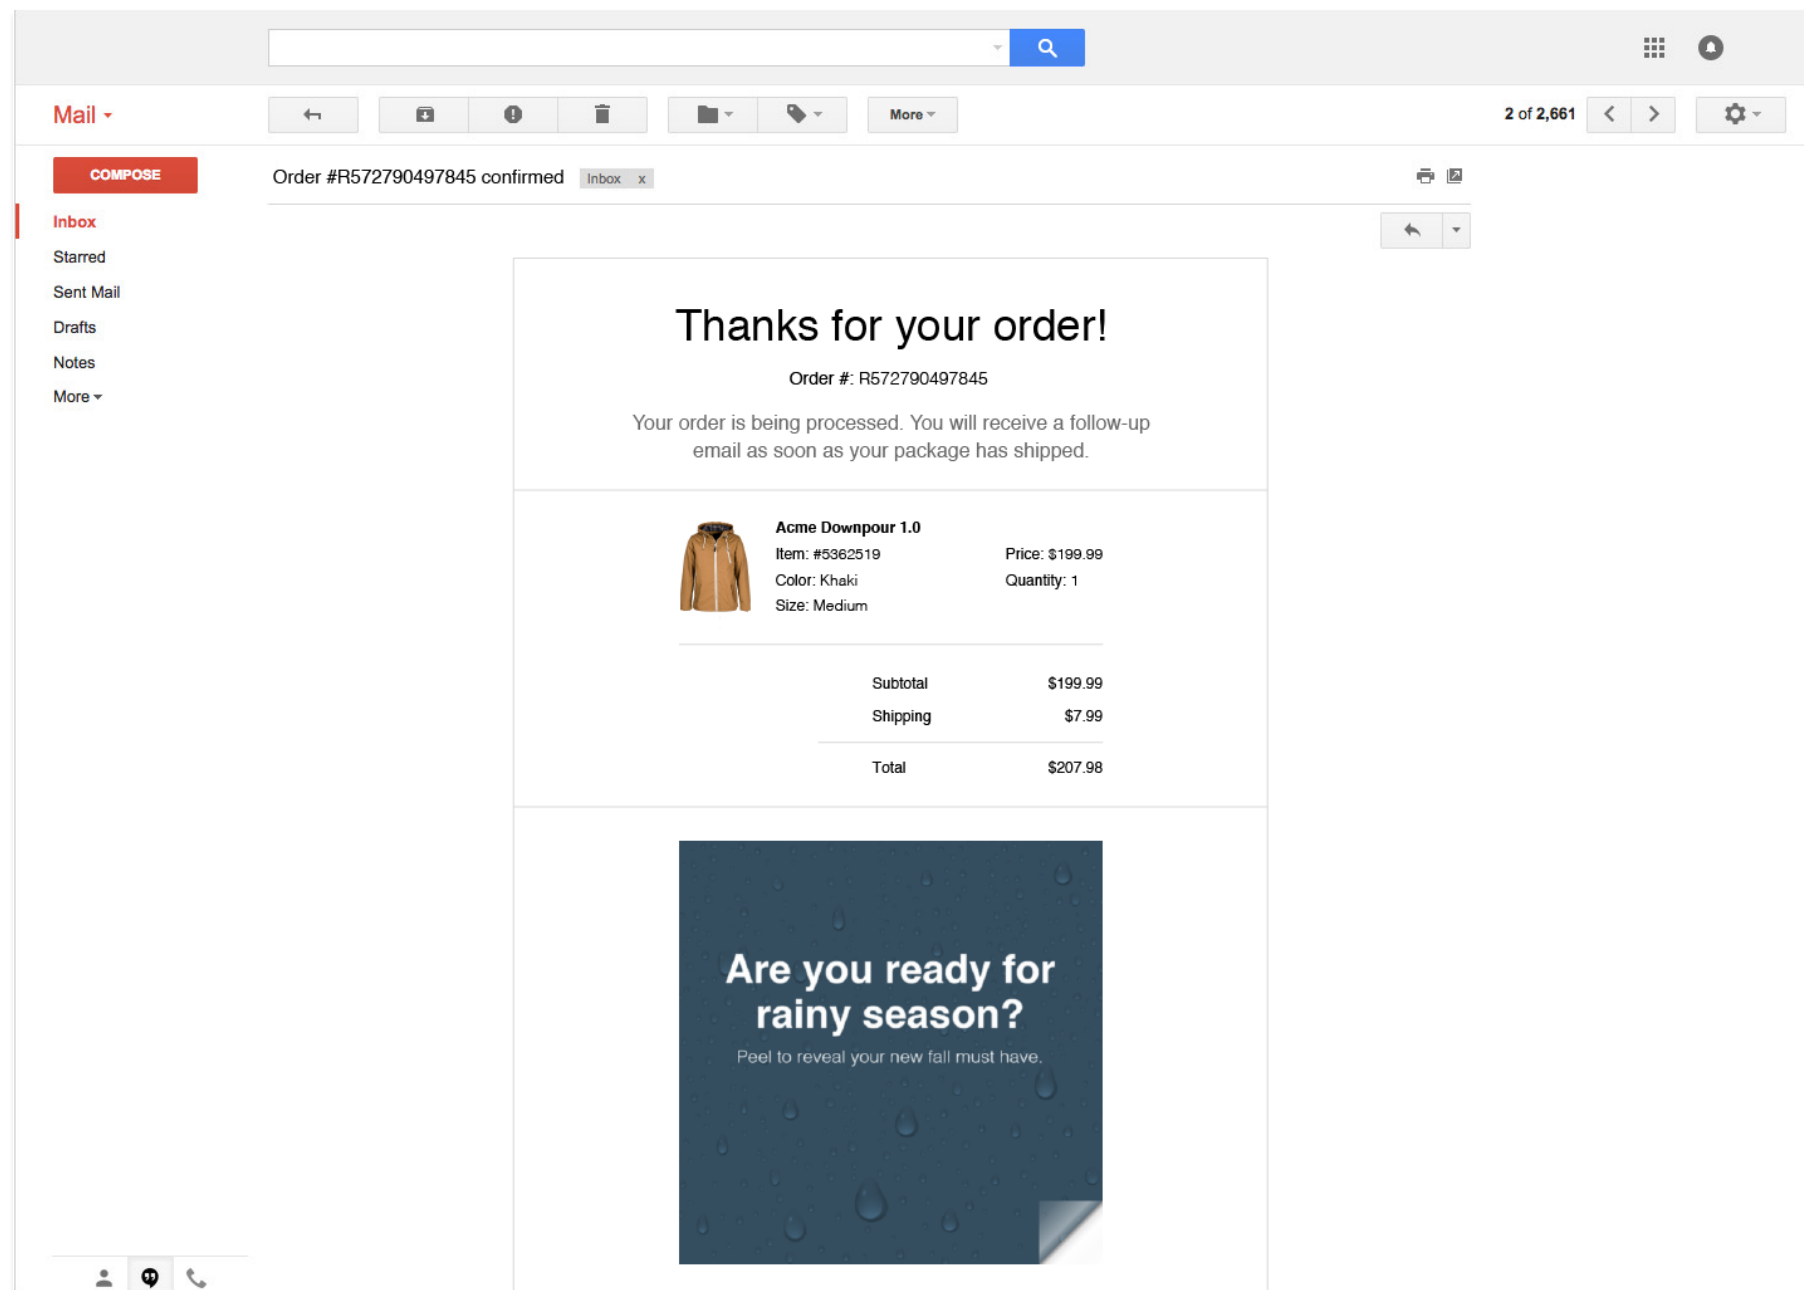 Mail
More
2 of 2,661
COMPOSE
Order #R572790497845 confirmed Inbox x
Inbox
Starred
Sent Mail
Drafts
Notes
More
Thanks for your order!
Order #: R572790497845
Your order is being processed. You will receive a follow-up
email as soon as your package has shipped.
Acme Downpour 1.0
Item: #5362519 Price: $199.99
Color: Khaki Quantity: 1
Size: Medium
Subtotal $199.99
Shipping $7.99
Total $207.98
Are you ready for
rainy season?
Peel to reveal your new fall must have.